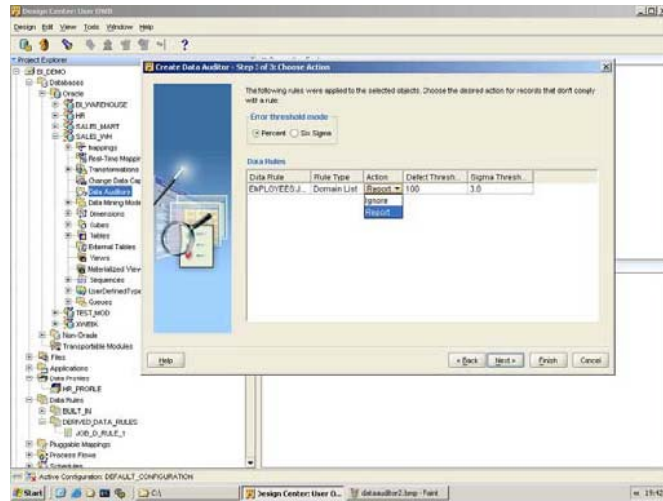 Design Center: User OWB
Design Edit View Tools Window Help
?
Project Explorer
BI_DEMO
Databases
Oracle
BI_WAREHOUSE
HR
SALES_MART
SALES_WH
Mappings
Real-Time Mappin
Transformations
Change Data Cap
Data Auditors
Data Mining Mode
Dimensions
Cubes
Tables
External Tables
Views
Materialized View
Sequences
UserDefinedType
Queues
TEST_MOD
XWEEK
Non-Oracle
Transportable Modules
Files
Applications
Data Profiles
HR_PROFILE
Data Rules
BUILT_IN
DERIVED_DATA_RULES
JOB_D_RULE_1
Pluggable Mappings
Process Flows
Schedules
Create Data Auditor - Step 3 of 3: Choose Action
The following rules were applied to the selected objects. Choose the desired action for records that don't comply
with a rule.
Error threshold mode
Percent Six Sigma
Data Rules
Data Rule Rule Type Action Defect Thresh... Sigma Thresh...
EMPLOYEES:J... Domain List Report 100 3.0
Ignore
Report
Help < Back Next > Finish Cancel
Active Configuration: DEFAULT_CONFIGURATION
Start C:\ Design Center: User O... dataauditor2.bmp - Paint